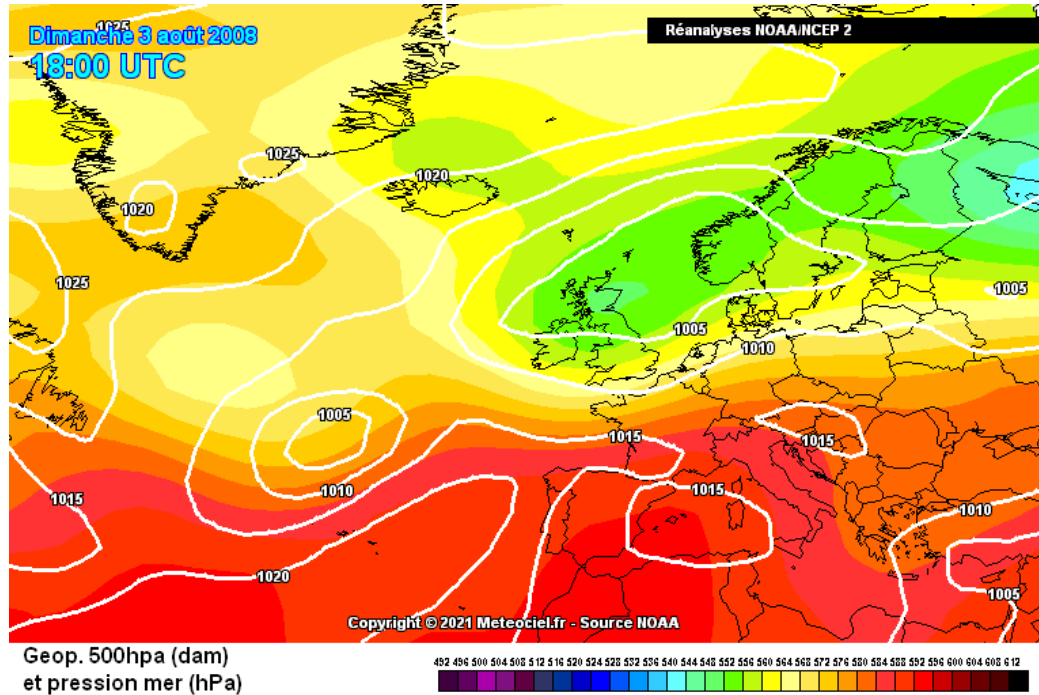 Dimanche 3 août 2008
18:00 UTC
Réanalyses NOAA/NCEP 2
1025
1025
1020
1020
1025
1005
1005
1010
1005
1015
1015
1010
1015
1015
1010
1020
1005
Copyright © 2021 Meteociel.fr - Source NOAA
Geop. 500hpa (dam)
et pression mer (hPa)
492 496 500 504 508 512 516 520 524 528 532 536 540 544 548 552 556 560 564 568 572 576 580 584 588 592 596 600 604 608 612